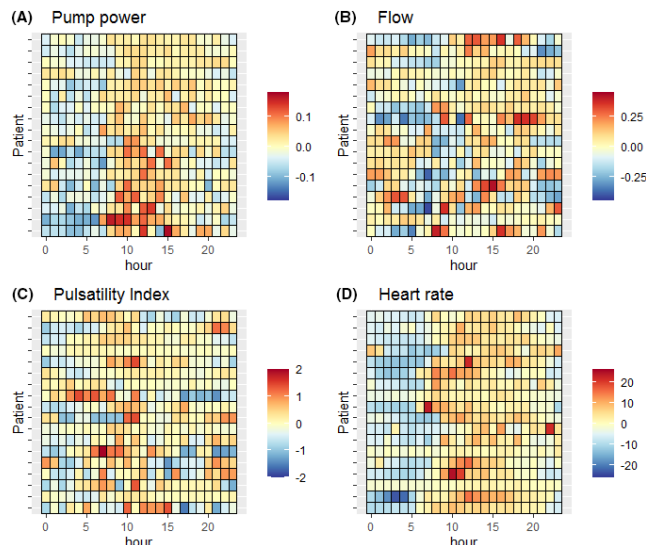 (A) Pump power
Patient
0 5 10 15 20
hour
0.1
0.0
-0.1
(B) Flow
Patient
0 5 10 15 20
hour
0.25
0.00
-0.25
(C) Pulsatility Index
Patient
0 5 10 15 20
hour
2
1
0
-1
-2
(D) Heart rate
Patient
0 5 10 15 20
hour
20
10
0
-10
-20